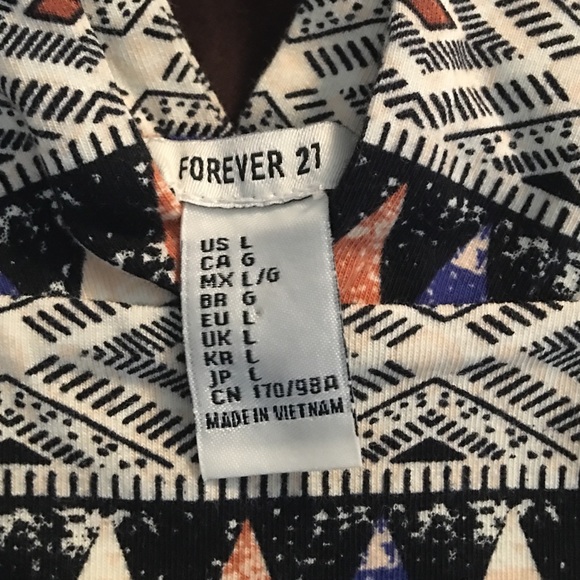 FOREVER 21
US L
CA G
MX L/G
BR G
EU L
UK L
KR L
JP L
CN 170/98A
MADE IN VIETNAM